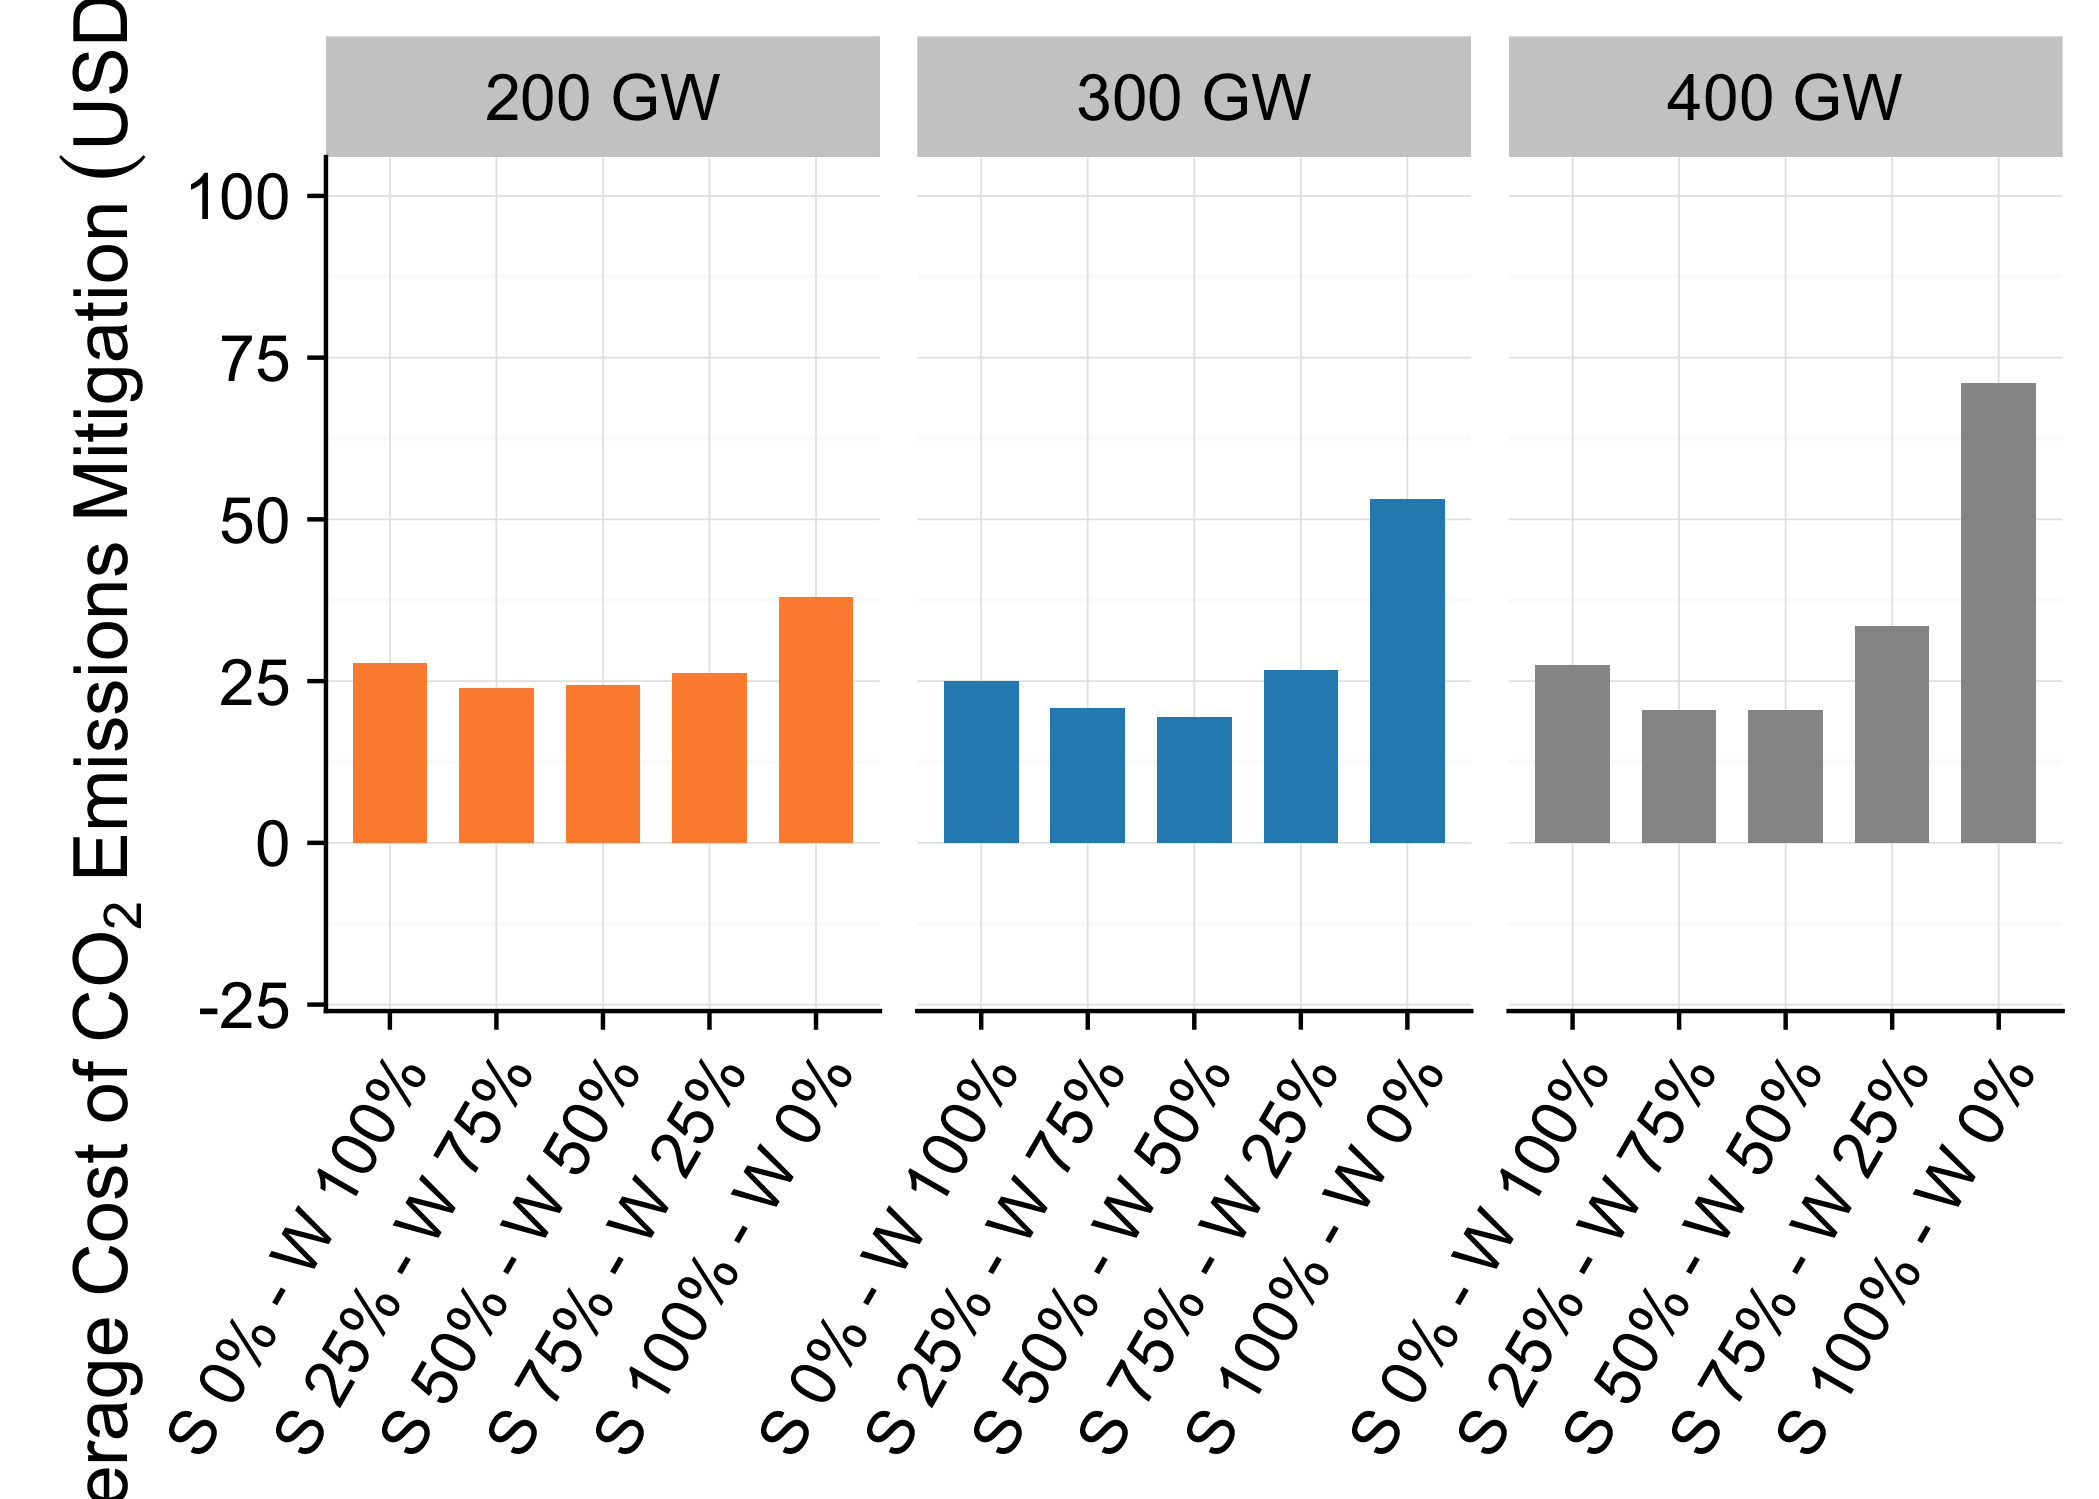 Cost of CO₂ Emissions Mitigation (USD
200 GW
300 GW
400 GW
100
75
50
25
0
-25
S 0% - W 100%
S 25% - W 75%
S 50% - W 50%
S 75% - W 25%
S 100% - W 0%
S 0% - W 100%
S 25% - W 75%
S 50% - W 50%
S 75% - W 25%
S 100% - W 0%
S 0% - W 100%
S 25% - W 75%
S 50% - W 50%
S 75% - W 25%
S 100% - W 0%